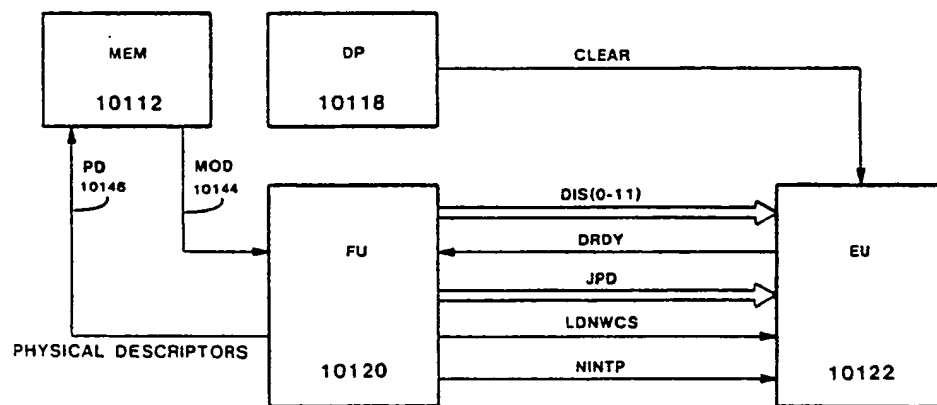 MEM
10112
DP
10118
CLEAR
PD
10146
MOD
10144
PHYSICAL DESCRIPTORS
FU
10120
DIS(0-11)
DRDY
JPD
LDNWCS
NINTP
EU
10122